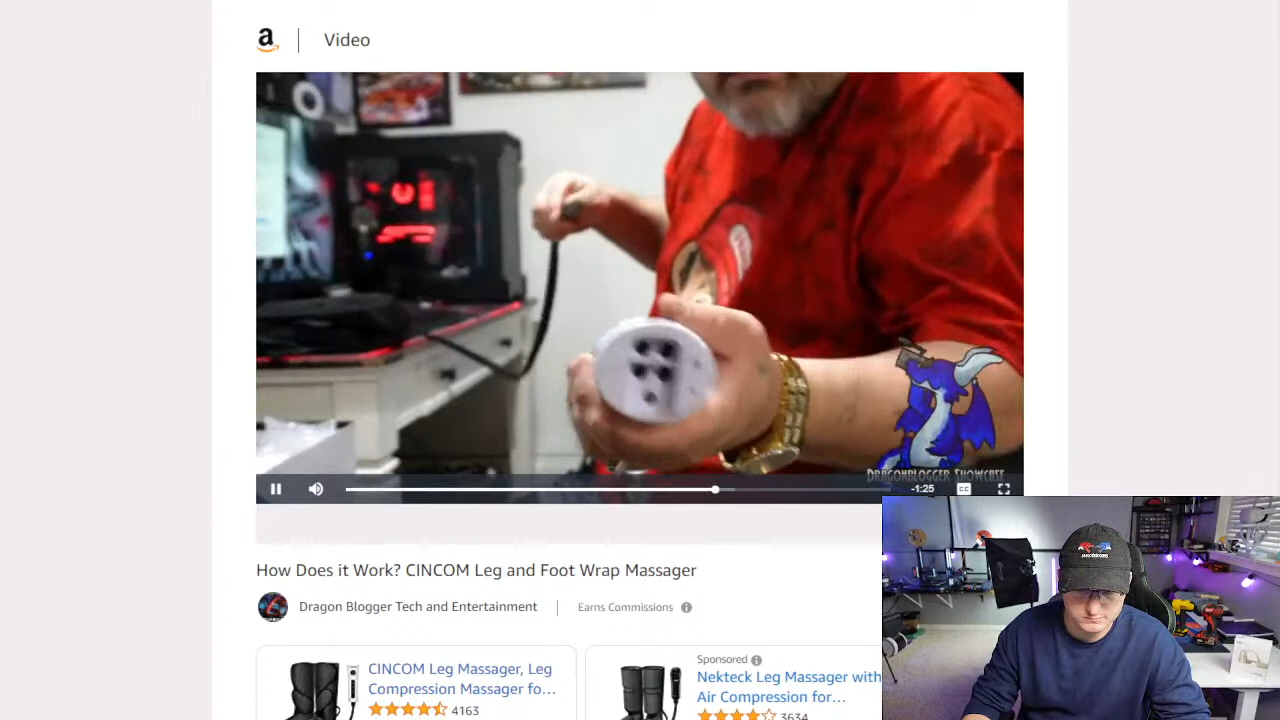 a
Video
DRAGONBLOGGER SHOWCASE
-1:25
CC
How Does it Work? CINCOM Leg and Foot Wrap Massager
Dragon Blogger Tech and Entertainment
Earns Commissions
CINCOM Leg Massager, Leg
Compression Massager fo...
4163
Sponsored
Nekteck Leg Massager with
Air Compression for...
3634